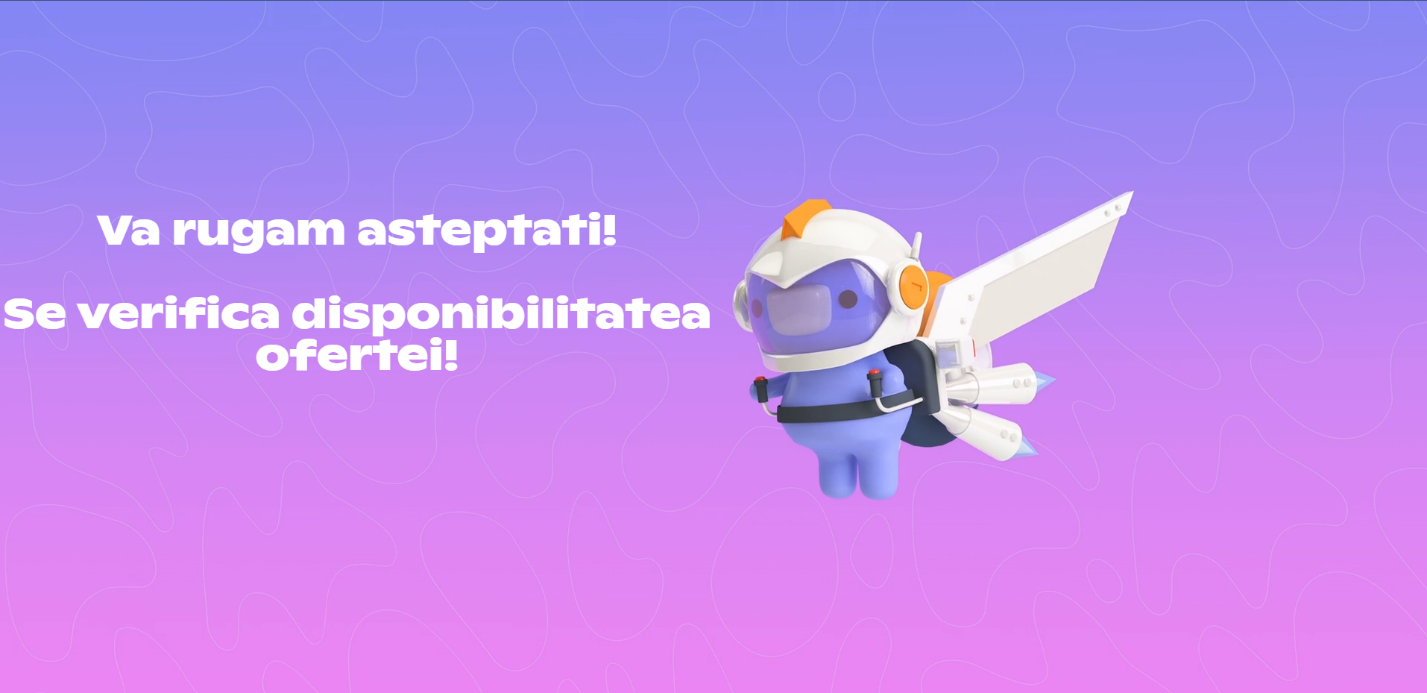 Va rugam asteptati!
Se verifica disponibilitatea
ofertei!